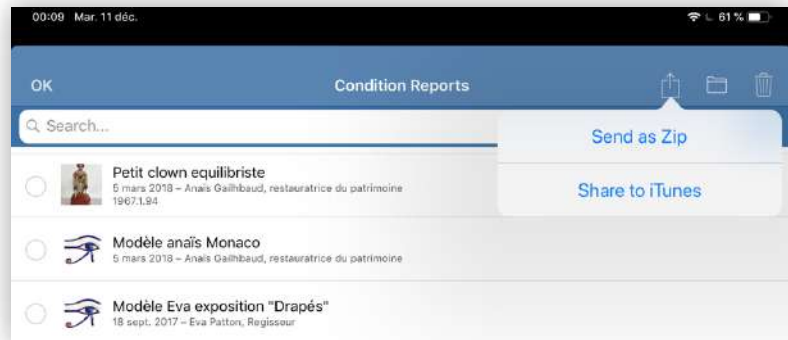 00:09 Mar. 11 déc.
61 %
OK
Condition Reports
Search...
Send as Zip
Share to iTunes
Petit clown equilibriste
5 mars 2018 – Anaïs Gailhbaud, restauratrice du patrimoine
1967.1.94
Modèle anaïs Monaco
5 mars 2018 – Anaïs Gailhbaud, restauratrice du patrimoine
Modèle Eva exposition "Drapés"
18 sept. 2017 – Eva Patton, Regisseur